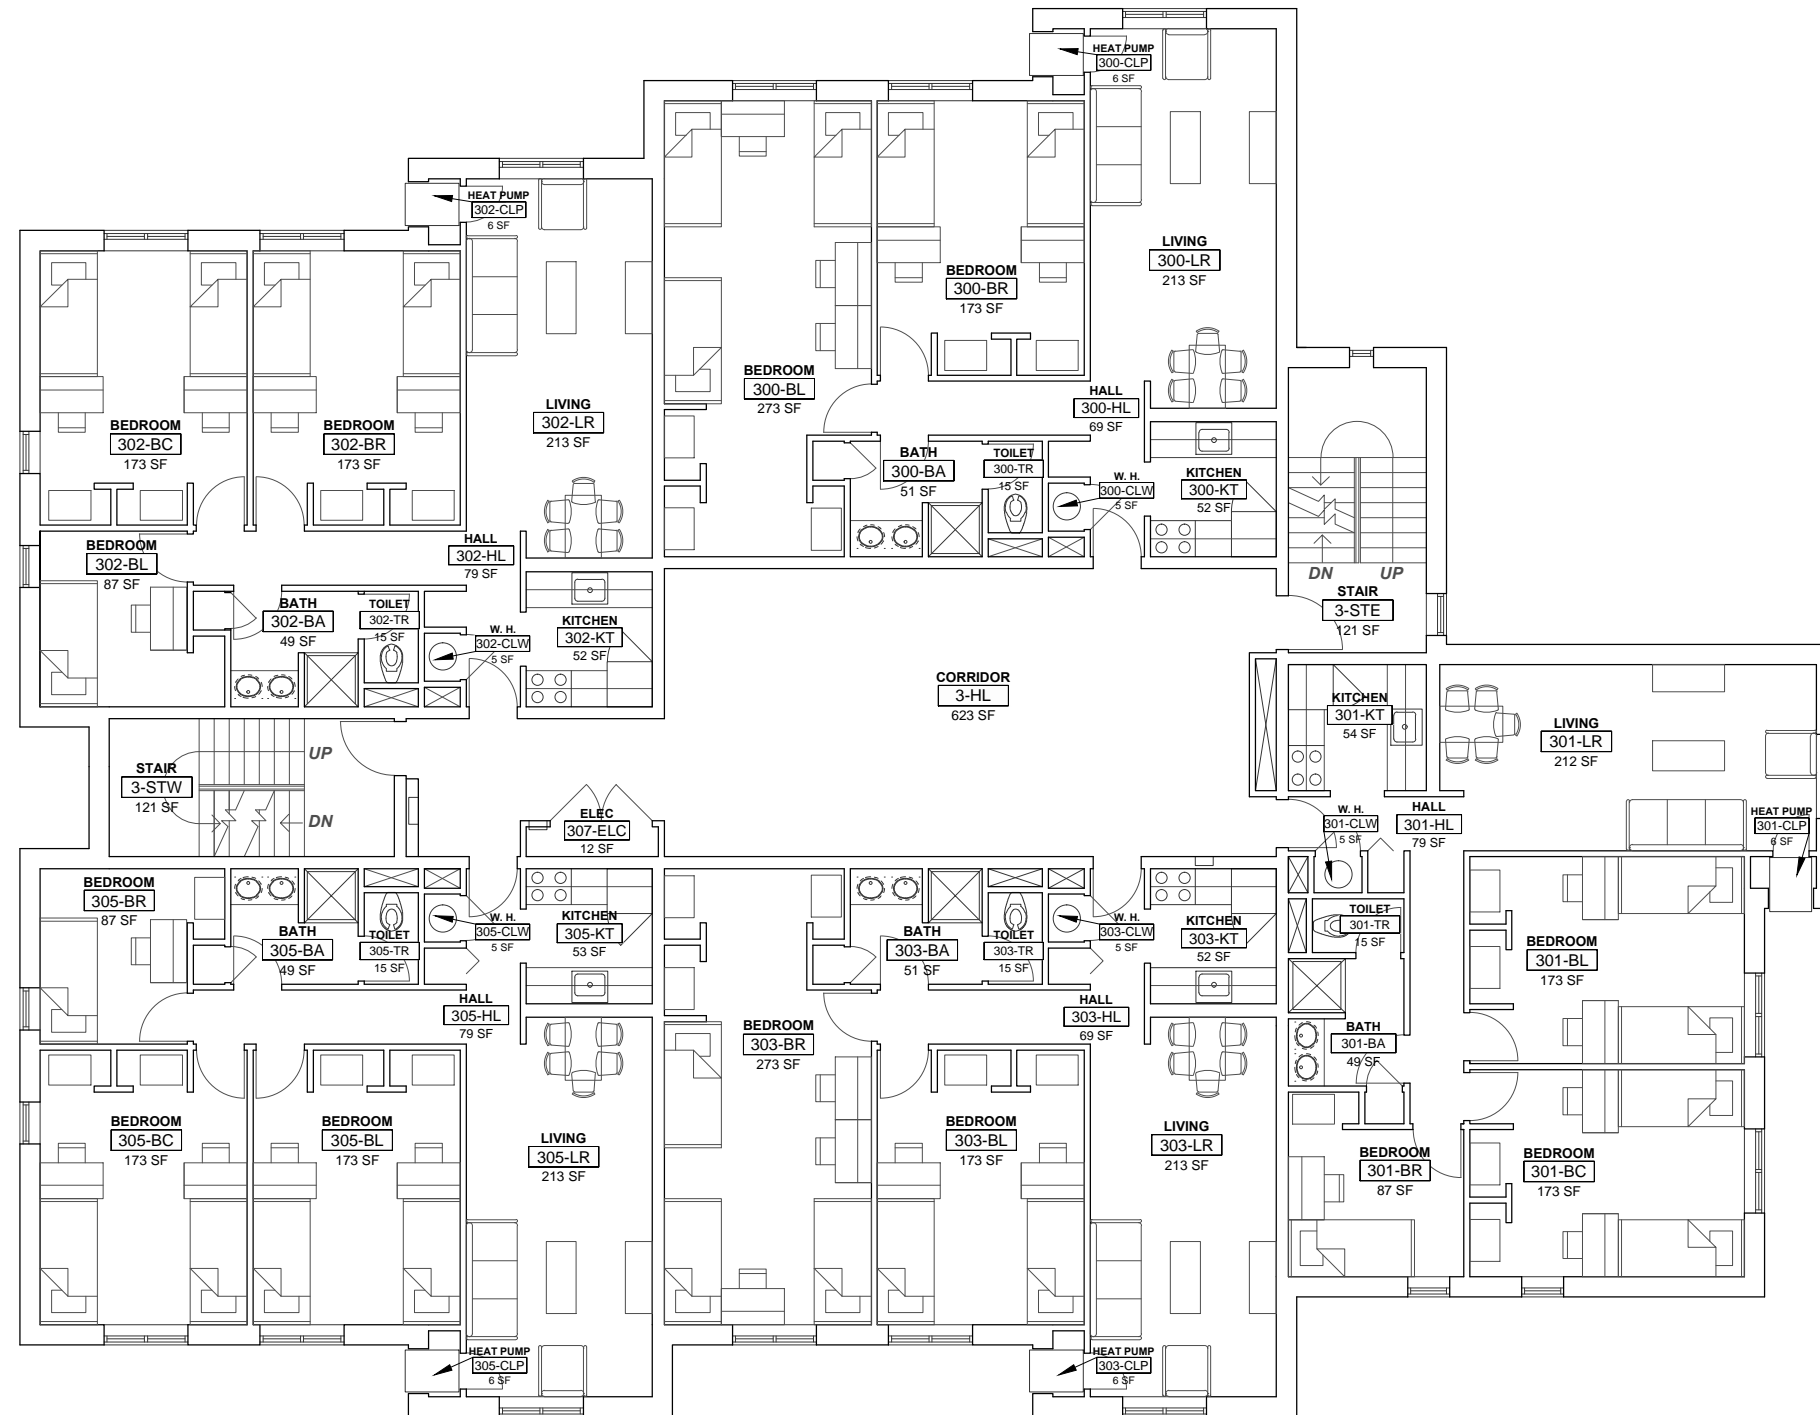 HEAT PUMP
300-CLP
6 SF
HEAT PUMP
302-CLP
6 SF
LIVING
300-LR
213 SF
BEDROOM
300-BR
173 SF
BEDROOM
300-BL
273 SF
HALL
300-HL
69 SF
LIVING
302-LR
213 SF
BEDROOM
302-BC
173 SF
BEDROOM
302-BR
173 SF
BATH
300-BA
51 SF
TOILET
300-TR
15 SF
W. H.
300-CLW
5 SF
KITCHEN
300-KT
52 SF
BEDROOM
302-BL
87 SF
HALL
302-HL
79 SF
DN
UP
STAIR
3-STE
121 SF
BATH
302-BA
49 SF
TOILET
302-TR
15 SF
W. H.
302-CLW
5 SF
KITCHEN
302-KT
52 SF
CORRIDOR
3-HL
623 SF
KITCHEN
301-KT
54 SF
LIVING
301-LR
212 SF
UP
STAIR
3-STW
121 SF
DN
ELEC
307-ELC
12 SF
W. H.
301-CLW
5 SF
HALL
301-HL
79 SF
HEAT PUMP
301-CLP
6 SF
BEDROOM
305-BR
87 SF
BATH
305-BA
49 SF
TOILET
305-TR
15 SF
W. H.
305-CLW
5 SF
KITCHEN
305-KT
53 SF
BATH
303-BA
51 SF
TOILET
303-TR
15 SF
W. H.
303-CLW
5 SF
KITCHEN
303-KT
52 SF
TOILET
301-TR
15 SF
BEDROOM
301-BL
173 SF
HALL
305-HL
79 SF
BEDROOM
303-BR
273 SF
HALL
303-HL
69 SF
BATH
301-BA
49 SF
BEDROOM
305-BC
173 SF
BEDROOM
305-BL
173 SF
LIVING
305-LR
213 SF
BEDROOM
303-BL
173 SF
LIVING
303-LR
213 SF
BEDROOM
301-BR
87 SF
BEDROOM
301-BC
173 SF
HEAT PUMP
305-CLP
6 SF
HEAT PUMP
303-CLP
6 SF